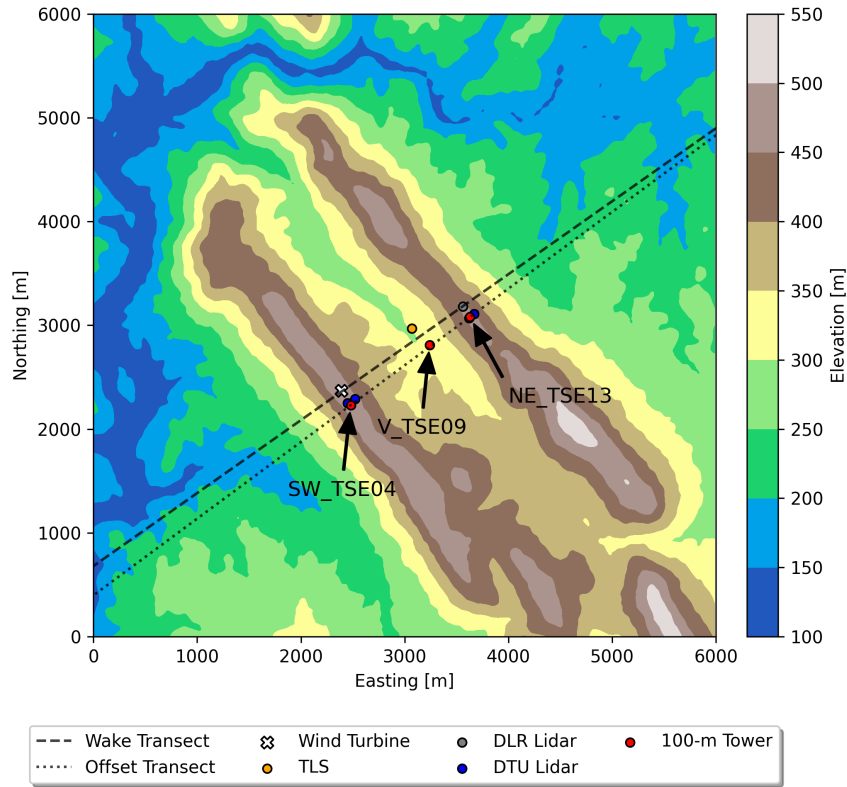 6000
5000
4000
3000
2000
1000
0
Northing [m]
0 1000 2000 3000 4000 5000 6000
Easting [m]
NE_TSE13
V_TSE09
SW_TSE04
550
500
450
400
350
300
250
200
150
100
Elevation [m]
Wake Transect
Offset Transect
Wind Turbine
TLS
DLR Lidar
DTU Lidar
100-m Tower